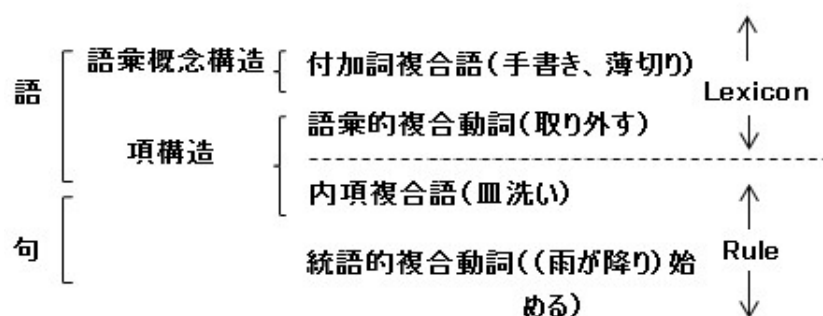 語彙概念構造 付加詞複合語(手書き、薄切り)
語 Lexicon
語彙的複合動詞(取り外す)
項構造
内項複合語(皿洗い)
句 Rule
統語的複合動詞((雨が降り)始
める)